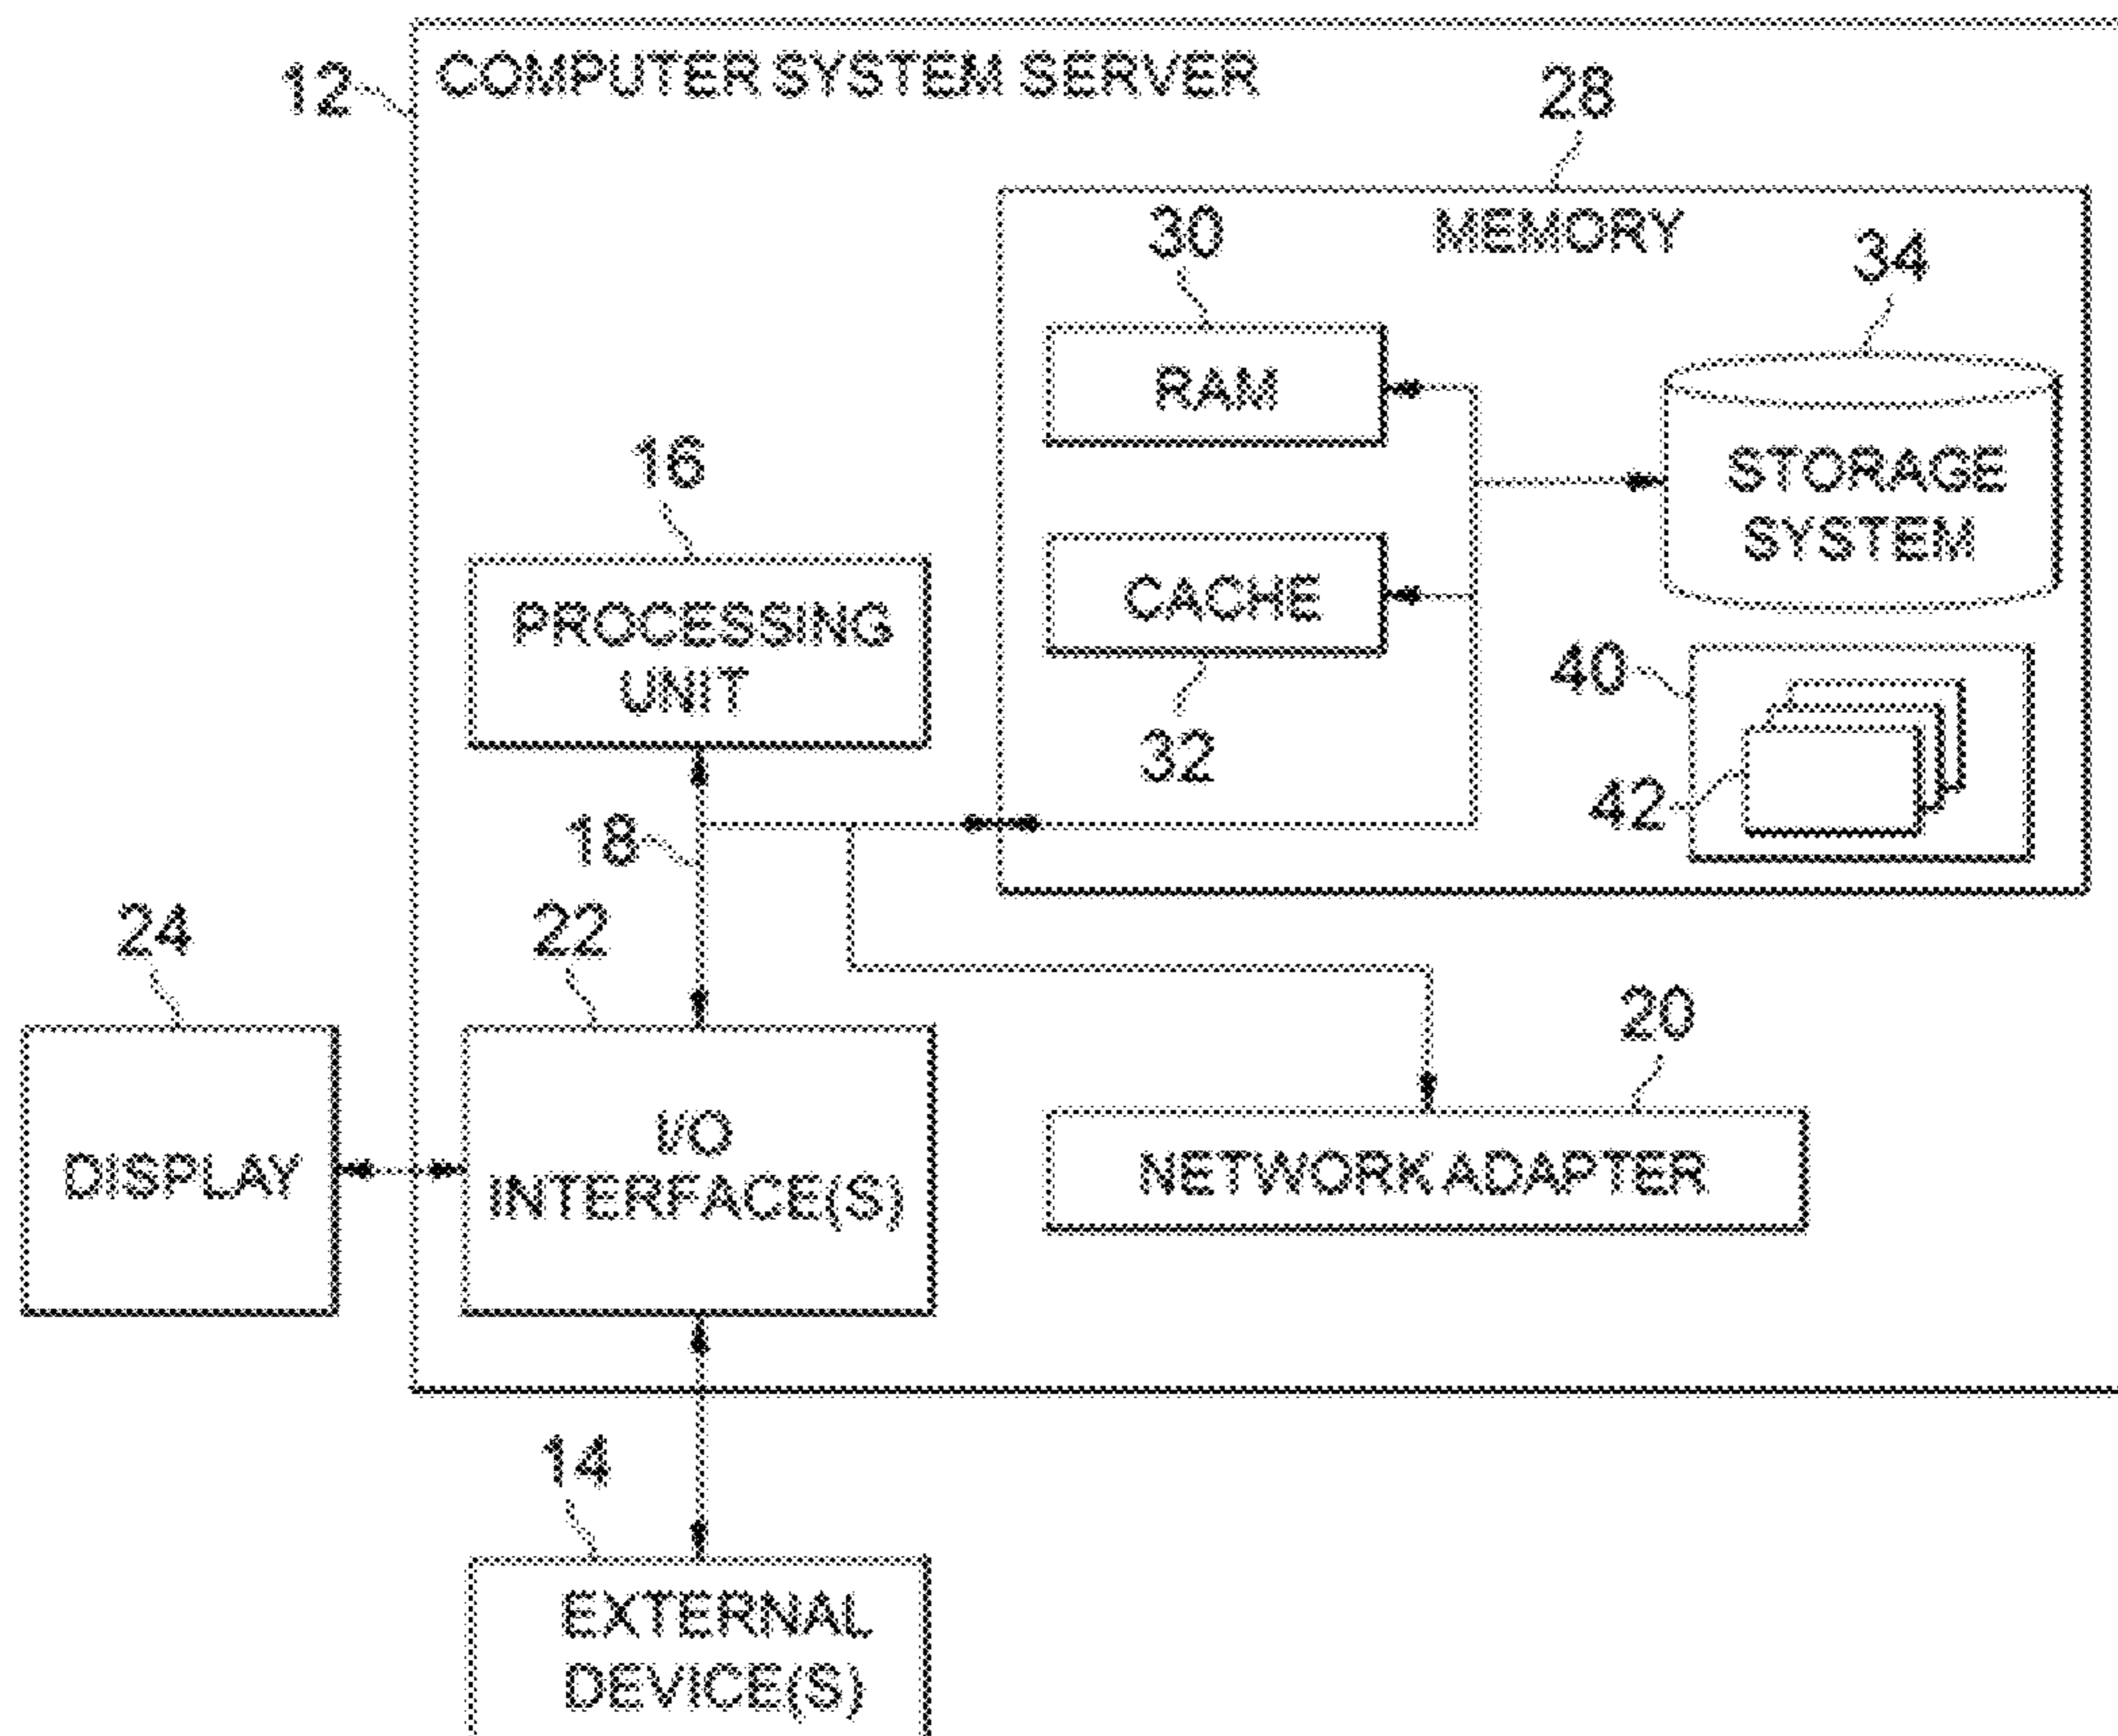 12
COMPUTER SYSTEM SERVER
28
MEMORY
30
34
RAM
STORAGE
SYSTEM
16
PROCESSING
UNIT
CACHE
32
40
42
18
24
22
20
DISPLAY
I/O
INTERFACE(S)
NETWORK ADAPTER
14
EXTERNAL
DEVICE(S)